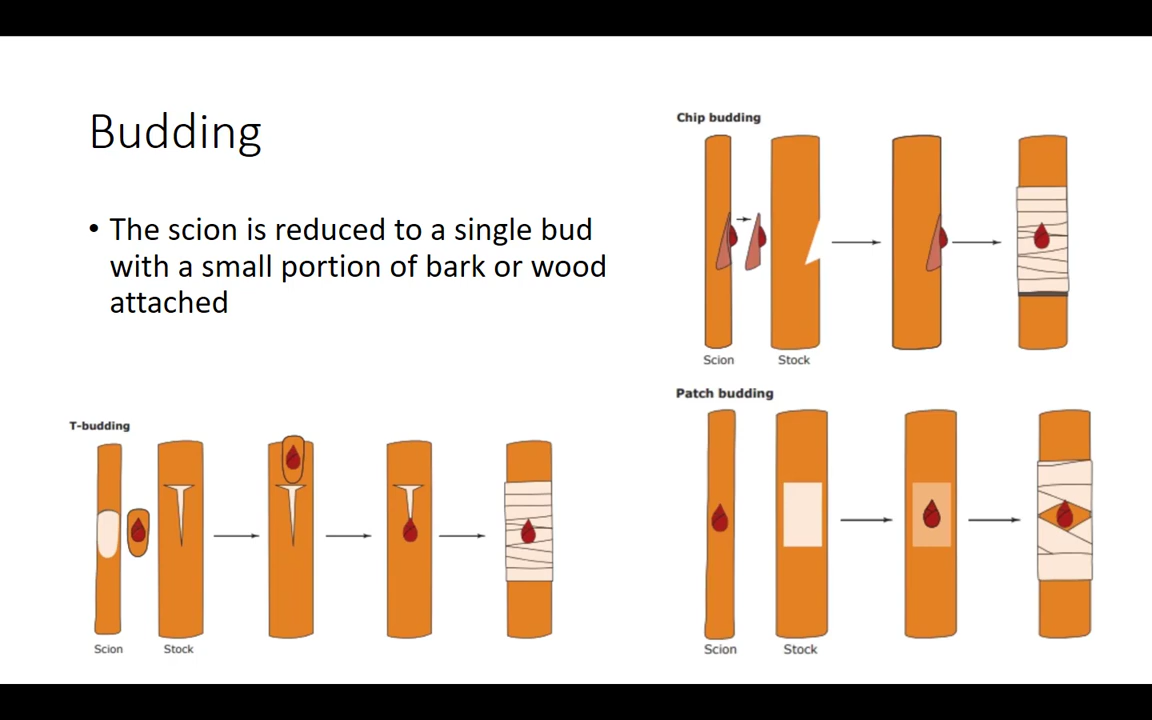 Budding
• The scion is reduced to a single bud
with a small portion of bark or wood
attached
T-budding
Scion
Stock
Chip budding
Scion
Stock
Patch budding
Scion
Stock